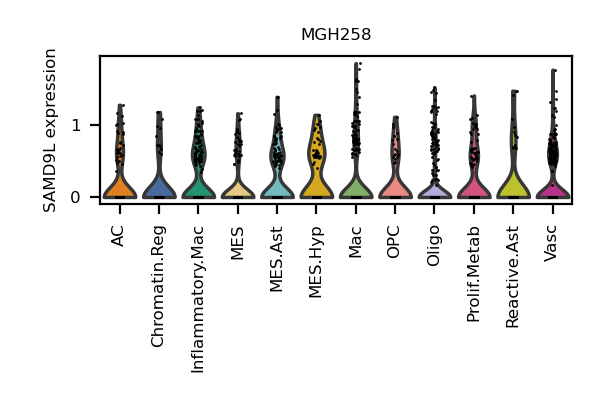 MGH258
SAMD9L expression
1
0
AC
Chromatin.Reg
Inflammatory.Mac
MES
MES.Ast
MES.Hyp
Mac
OPC
Oligo
Prolif.Metab
Reactive.Ast
Vasc